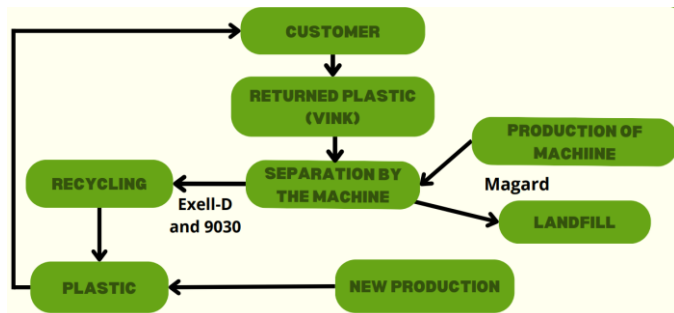 CUSTOMER
RETURNED PLASTIC
(VINK)
PRODUCTION OF
MACHIINE
SEPARATION BY
THE MACHINE
RECYCLING
Exell-D
and 9030
Magard
LANDFILL
PLASTIC
NEW PRODUCTION